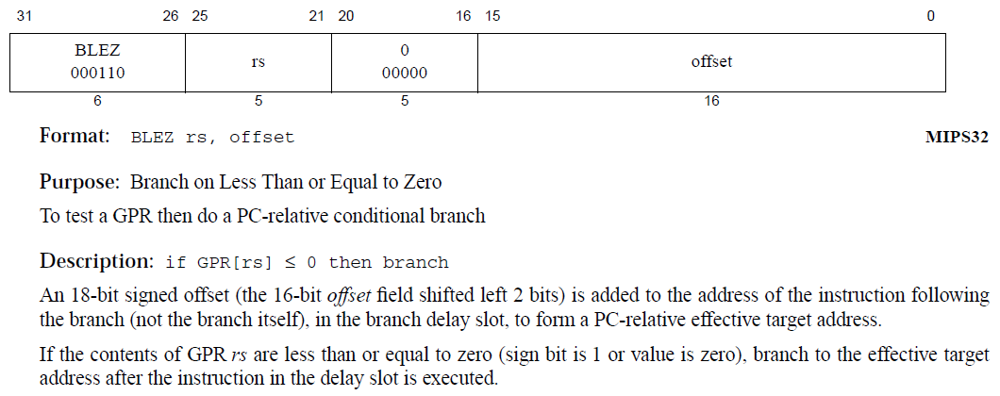 31 26 25 21 20 16 15 0
BLEZ 0
rs offset
000110 00000
6 5 5 16
Format: BLEZ rs, offset MIPS32
Purpose: Branch on Less Than or Equal to Zero
To test a GPR then do a PC-relative conditional branch
Description: if GPR[rs] ≤ 0 then branch
An 18-bit signed offset (the 16-bit offset field shifted left 2 bits) is added to the address of the instruction following
the branch (not the branch itself), in the branch delay slot, to form a PC-relative effective target address.
If the contents of GPR rs are less than or equal to zero (sign bit is 1 or value is zero), branch to the effective target
address after the instruction in the delay slot is executed.